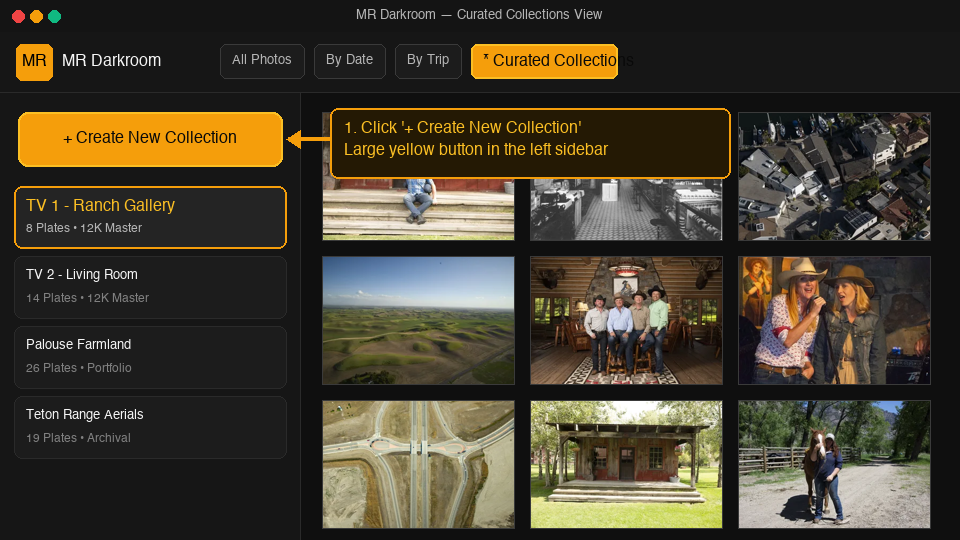 MR Darkroom — Curated Collections View
MR
MR Darkroom
All Photos
By Date
By Trip
* Curated Collections
+ Create New Collection
1. Click '+ Create New Collection'
Large yellow button in the left sidebar
TV 1 - Ranch Gallery
8 Plates • 12K Master
TV 2 - Living Room
14 Plates • 12K Master
Palouse Farmland
26 Plates • Portfolio
Teton Range Aerials
19 Plates • Archival